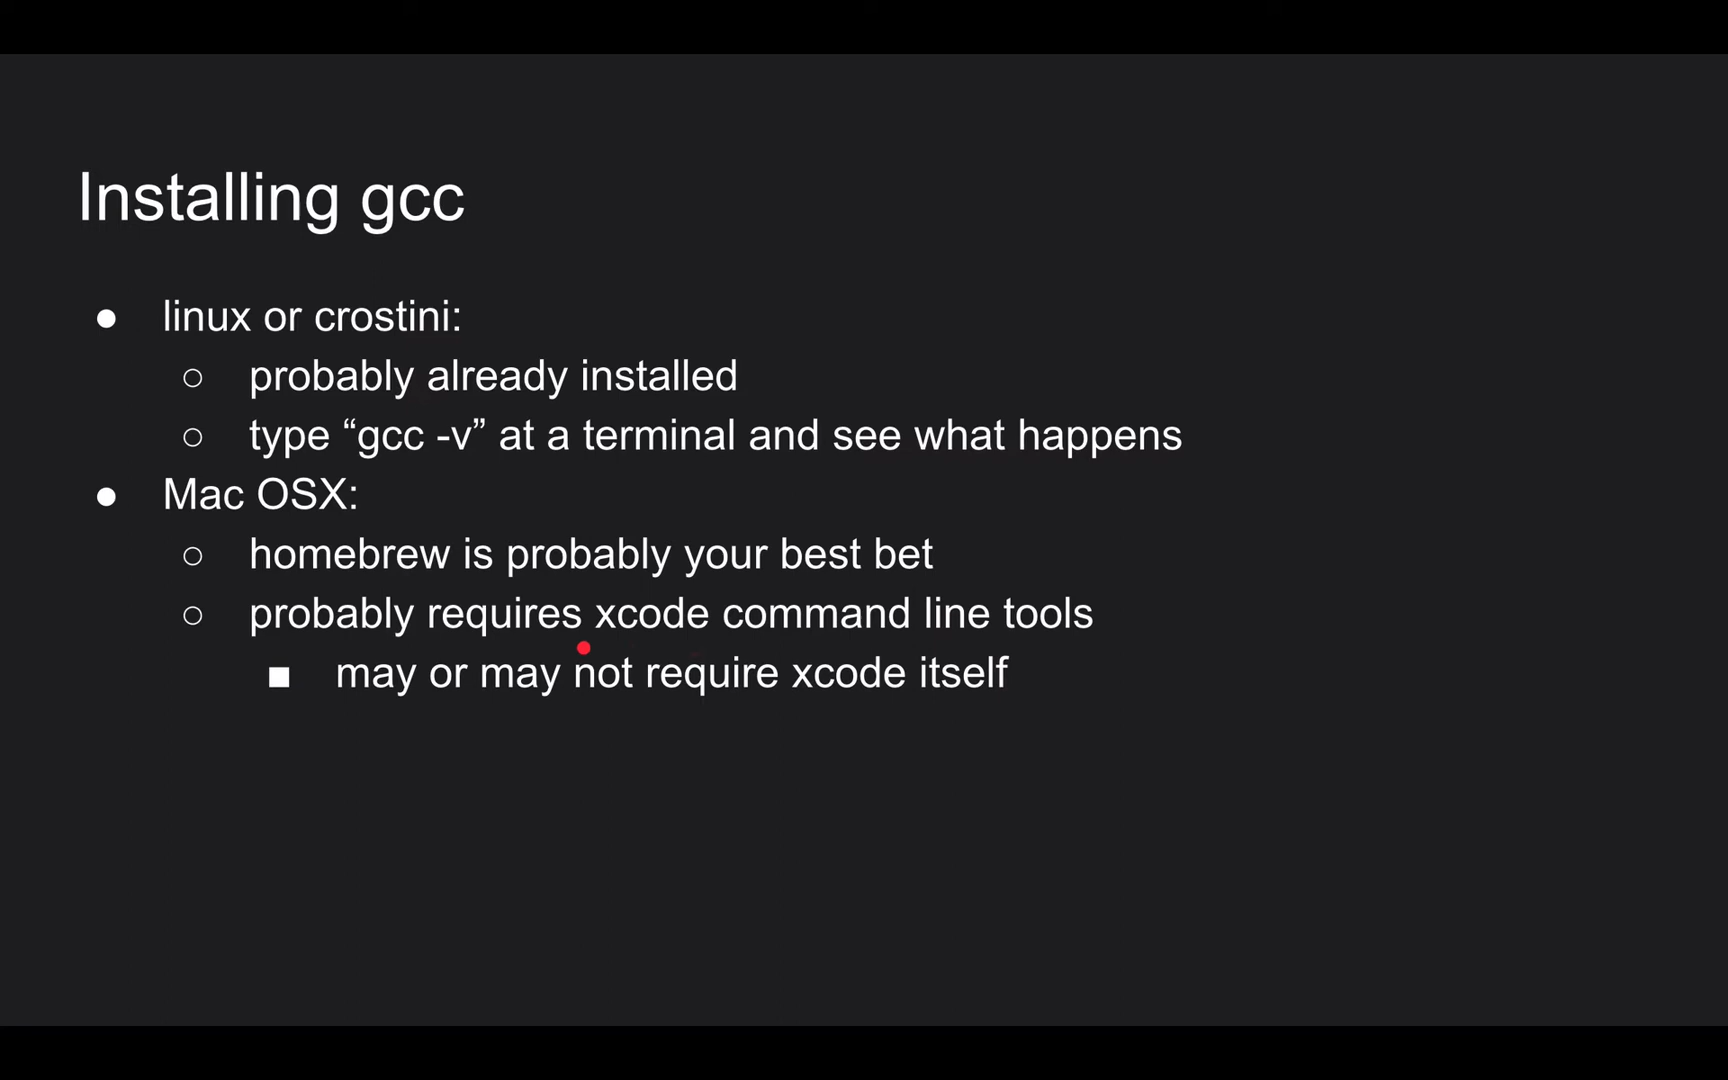 Installing gcc
● linux or crostini:
○ probably already installed
○ type “gcc -v” at a terminal and see what happens
● Mac OSX:
○ homebrew is probably your best bet
○ probably requires xcode command line tools
■ may or may not require xcode itself